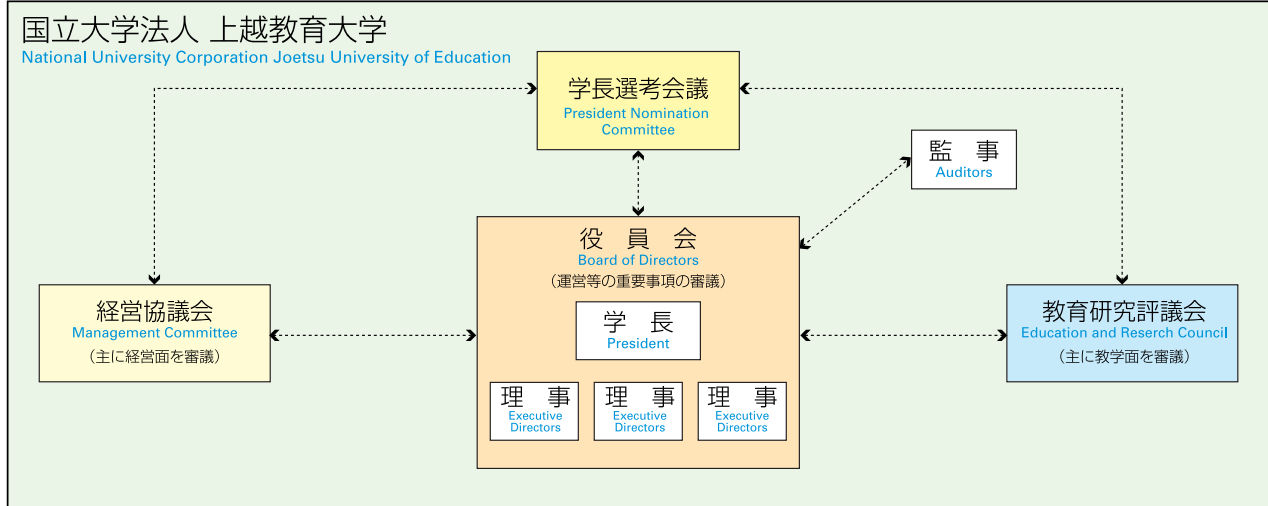 国立大学法人 上越教育大学
National University Corporation Joetsu University of Education
学長選考会議
President Nomination
Committee
監 事
Auditors
役 員 会
Board of Directors
（運営等の重要事項の審議）
学 長
President
理 事
Executive
Directors
理 事
Executive
Directors
理 事
Executive
Directors
経営協議会
Management Committee
（主に経営面を審議）
教育研究評議会
Education and Reserch Council
（主に教学面を審議）